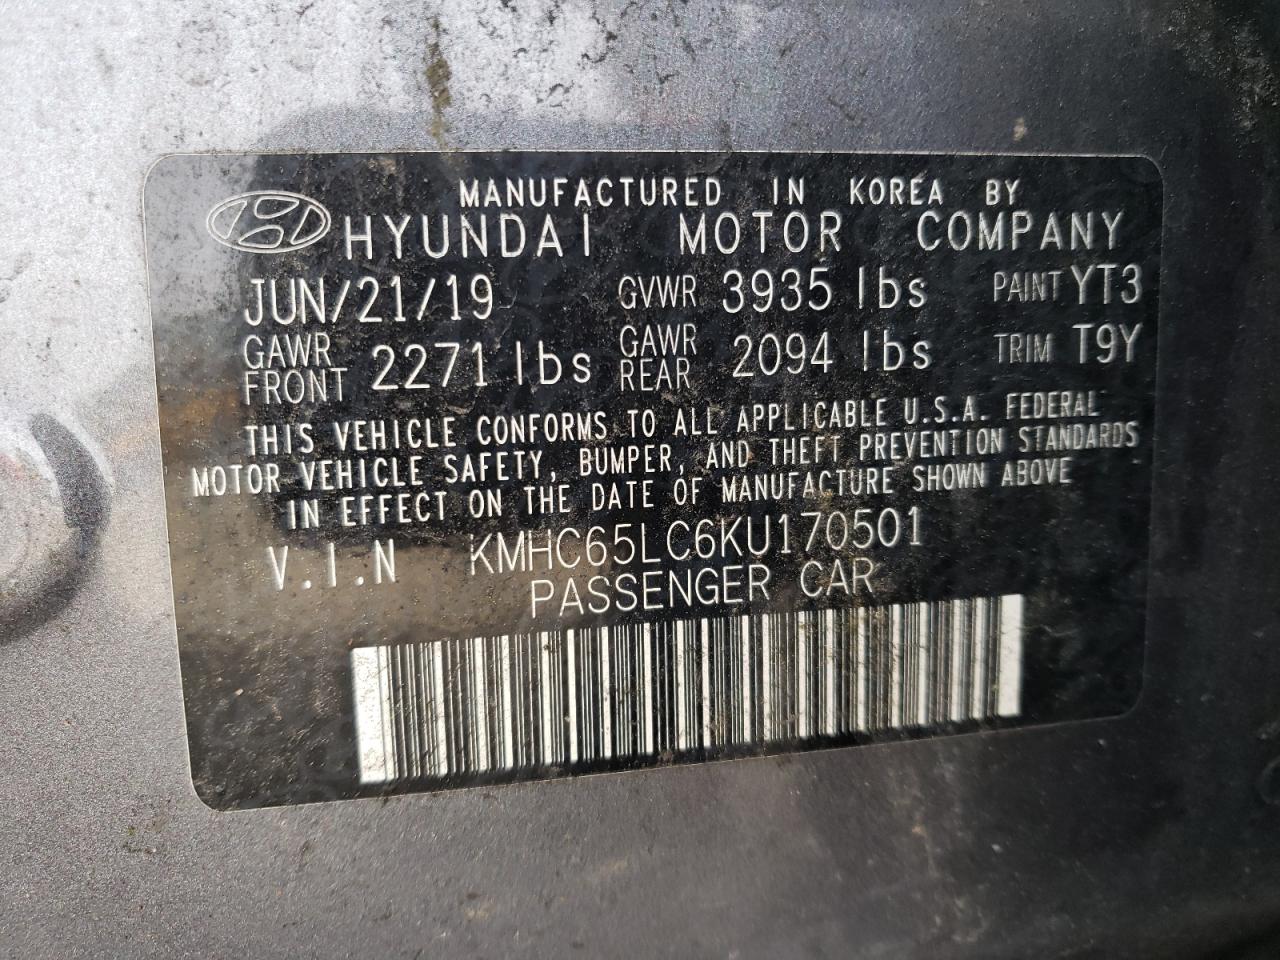 MANUFACTURED IN KOREA BY
HYUNDAI MOTOR COMPANY
JUN/21/19 GVWR 3935 lbs PAINT YT3
GAWR FRONT 2271 lbs GAWR REAR 2094 lbs TRIM T9Y
THIS VEHICLE CONFORMS TO ALL APPLICABLE U.S.A. FEDERAL
MOTOR VEHICLE SAFETY, BUMPER, AND THEFT PREVENTION STANDARDS
IN EFFECT ON THE DATE OF MANUFACTURE SHOWN ABOVE
V.I.N KMHC65LC6KU170501
PASSENGER CAR